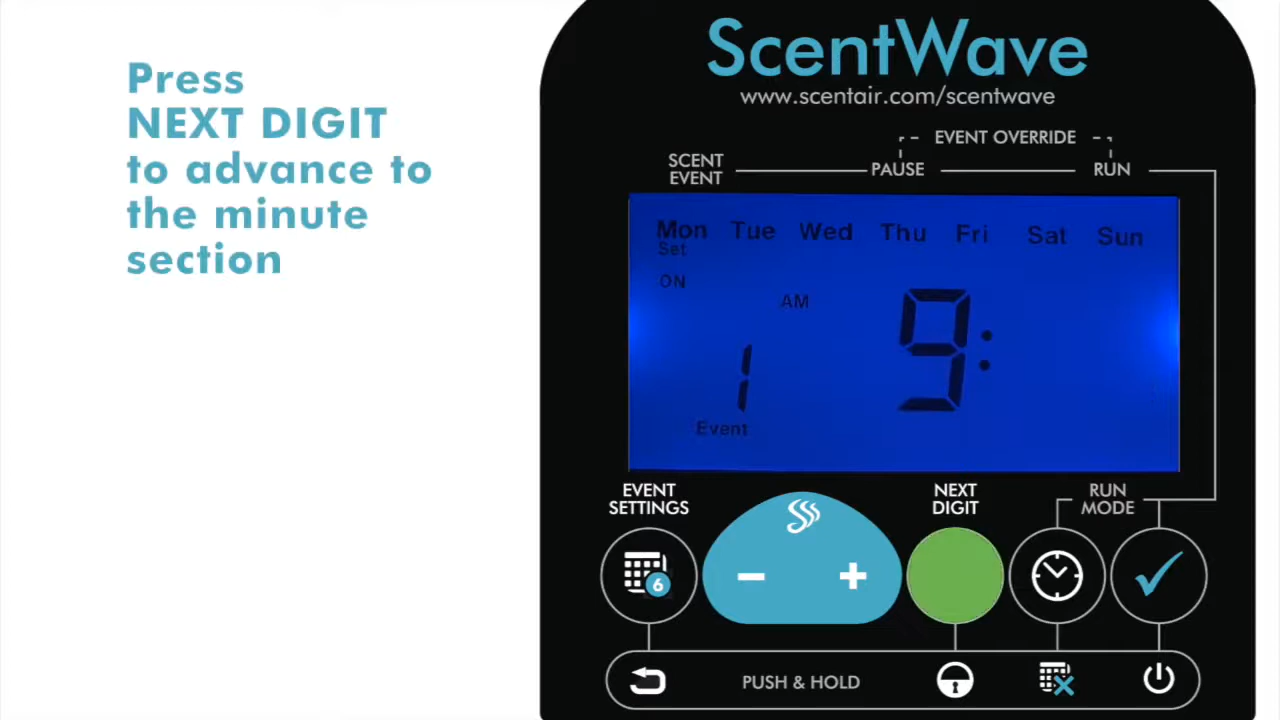 Press
NEXT DIGIT
to advance to
the minute
section
ScentWave
www.scentair.com/scentwave
EVENT OVERRIDE
SCENT
EVENT
PAUSE
RUN
Mon Tue Wed Thu Fri Sat Sun
Set
ON
AM
9:
1
Event
EVENT
SETTINGS
NEXT
DIGIT
RUN
MODE
6
- +
PUSH & HOLD